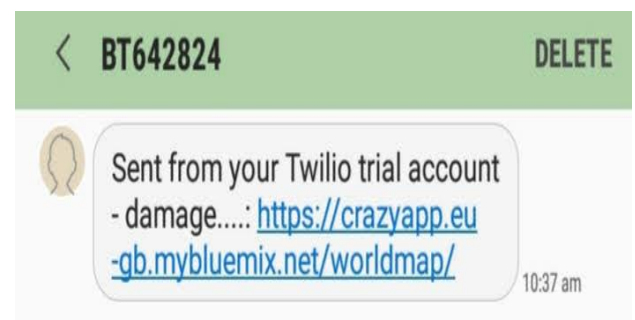 BT642824 DELETE
Sent from your Twilio trial account
- damage....: https://crazyapp.eu
-gb.mybluemix.net/worldmap/
10:37 am